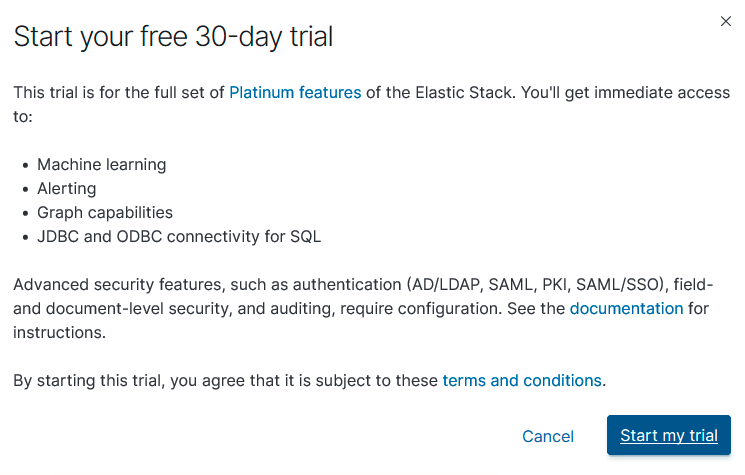 Start your free 30-day trial
This trial is for the full set of Platinum features of the Elastic Stack. You'll get immediate access
to:
• Machine learning
• Alerting
• Graph capabilities
• JDBC and ODBC connectivity for SQL
Advanced security features, such as authentication (AD/LDAP, SAML, PKI, SAML/SSO), field-
and document-level security, and auditing, require configuration. See the documentation for
instructions.
By starting this trial, you agree that it is subject to these terms and conditions.
Cancel Start my trial